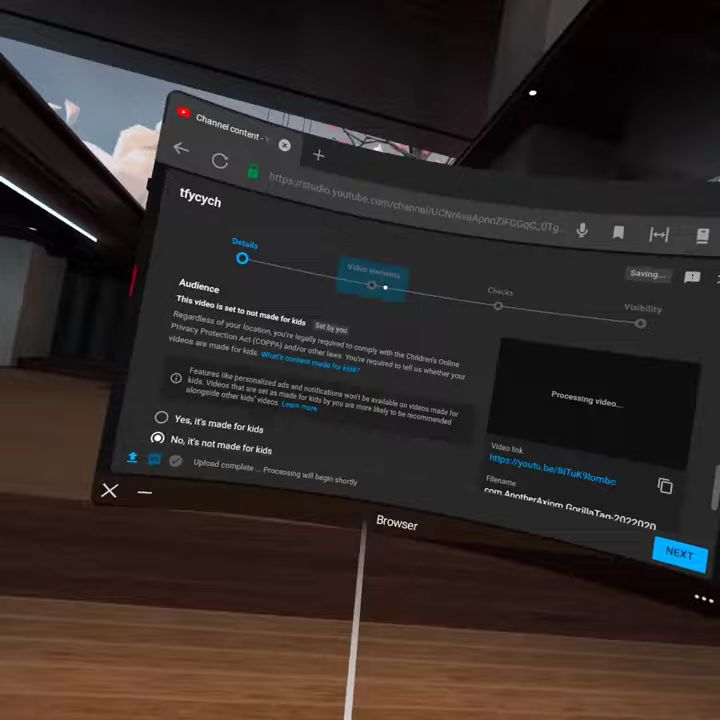 Channel content - Y
https://studio.youtube.com/channel/UCNrAvaApnoZiFGGqC_0Tg...
tfycych
Saving...
Details
Video elements
Checks
Visibility
Audience
This video is set to not made for kids Set by you
Regardless of your location, you're legally required to comply with the Children's Online
Privacy Protection Act (COPPA) and/or other laws. You're required to tell us whether your
videos are made for kids. What's content made for kids?
Features like personalized ads and notifications won't be available on videos made for
kids. Videos that are set as made for kids by you are more likely to be recommended
alongside other kids' videos. Learn more
Yes, it's made for kids
No, it's not made for kids
Upload complete ... Processing will begin shortly
Processing video...
Video link
https://youtu.be/BITuK9lombc
Filename
com.AnotherAxiom.GorillaTag-2022020
NEXT
Browser